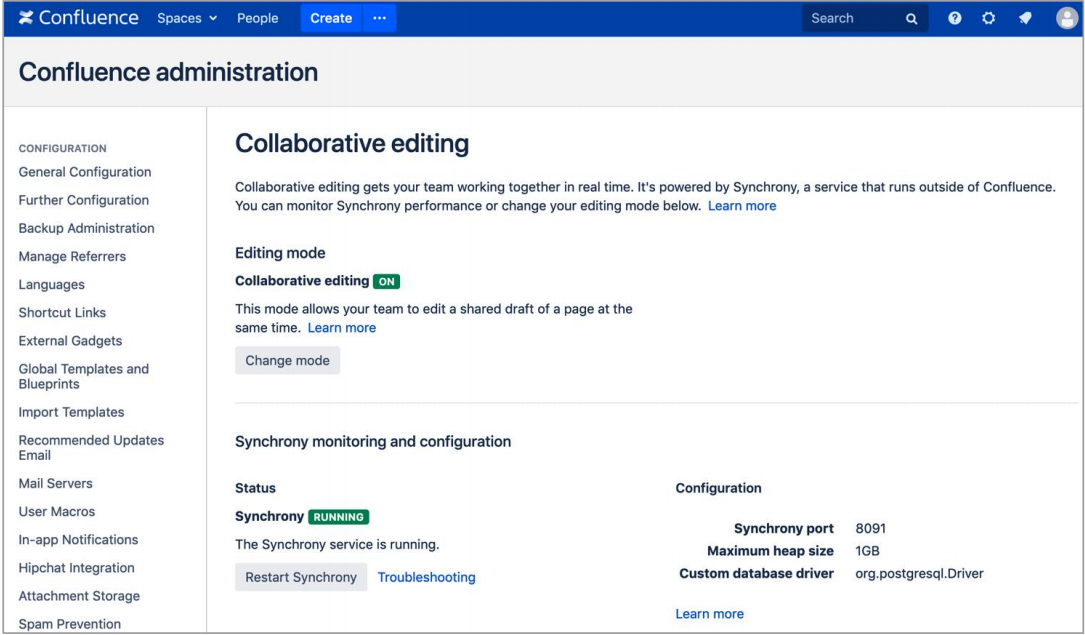 Confluence Spaces People Create ··· Search
Confluence administration
CONFIGURATION
General Configuration
Further Configuration
Backup Administration
Manage Referrers
Languages
Shortcut Links
External Gadgets
Global Templates and
Blueprints
Import Templates
Recommended Updates
Email
Mail Servers
User Macros
In-app Notifications
Hipchat Integration
Attachment Storage
Spam Prevention
Collaborative editing
Collaborative editing gets your team working together in real time. It's powered by Synchrony, a service that runs outside of Confluence.
You can monitor Synchrony performance or change your editing mode below. Learn more
Editing mode
Collaborative editing ON
This mode allows your team to edit a shared draft of a page at the
same time. Learn more
Change mode
Synchrony monitoring and configuration
Status
Synchrony RUNNING
The Synchrony service is running.
Restart Synchrony Troubleshooting
Configuration
Synchrony port 8091
Maximum heap size 1GB
Custom database driver org.postgresql.Driver
Learn more